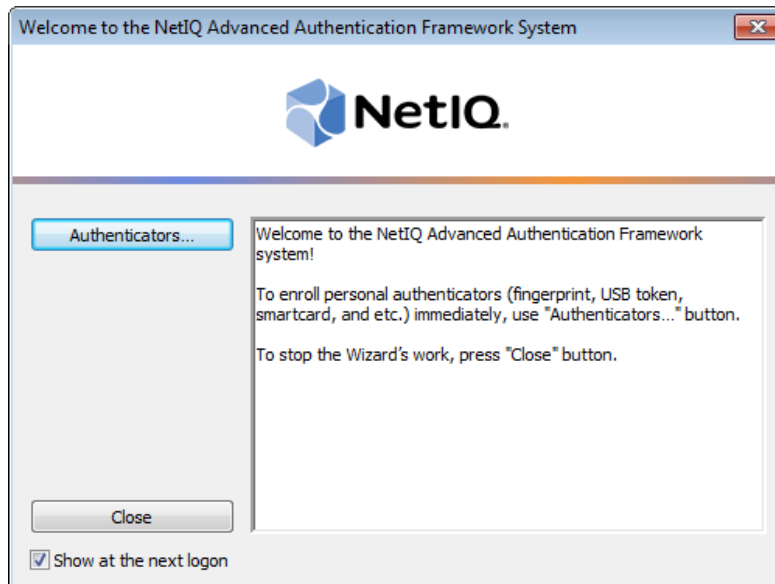 Welcome to the NetIQ Advanced Authentication Framework System
NetIQ.
Authenticators...
Welcome to the NetIQ Advanced Authentication Framework
system!
To enroll personal authenticators (fingerprint, USB token,
smartcard, and etc.) immediately, use "Authenticators..." button.
To stop the Wizard's work, press "Close" button.
Close
Show at the next logon